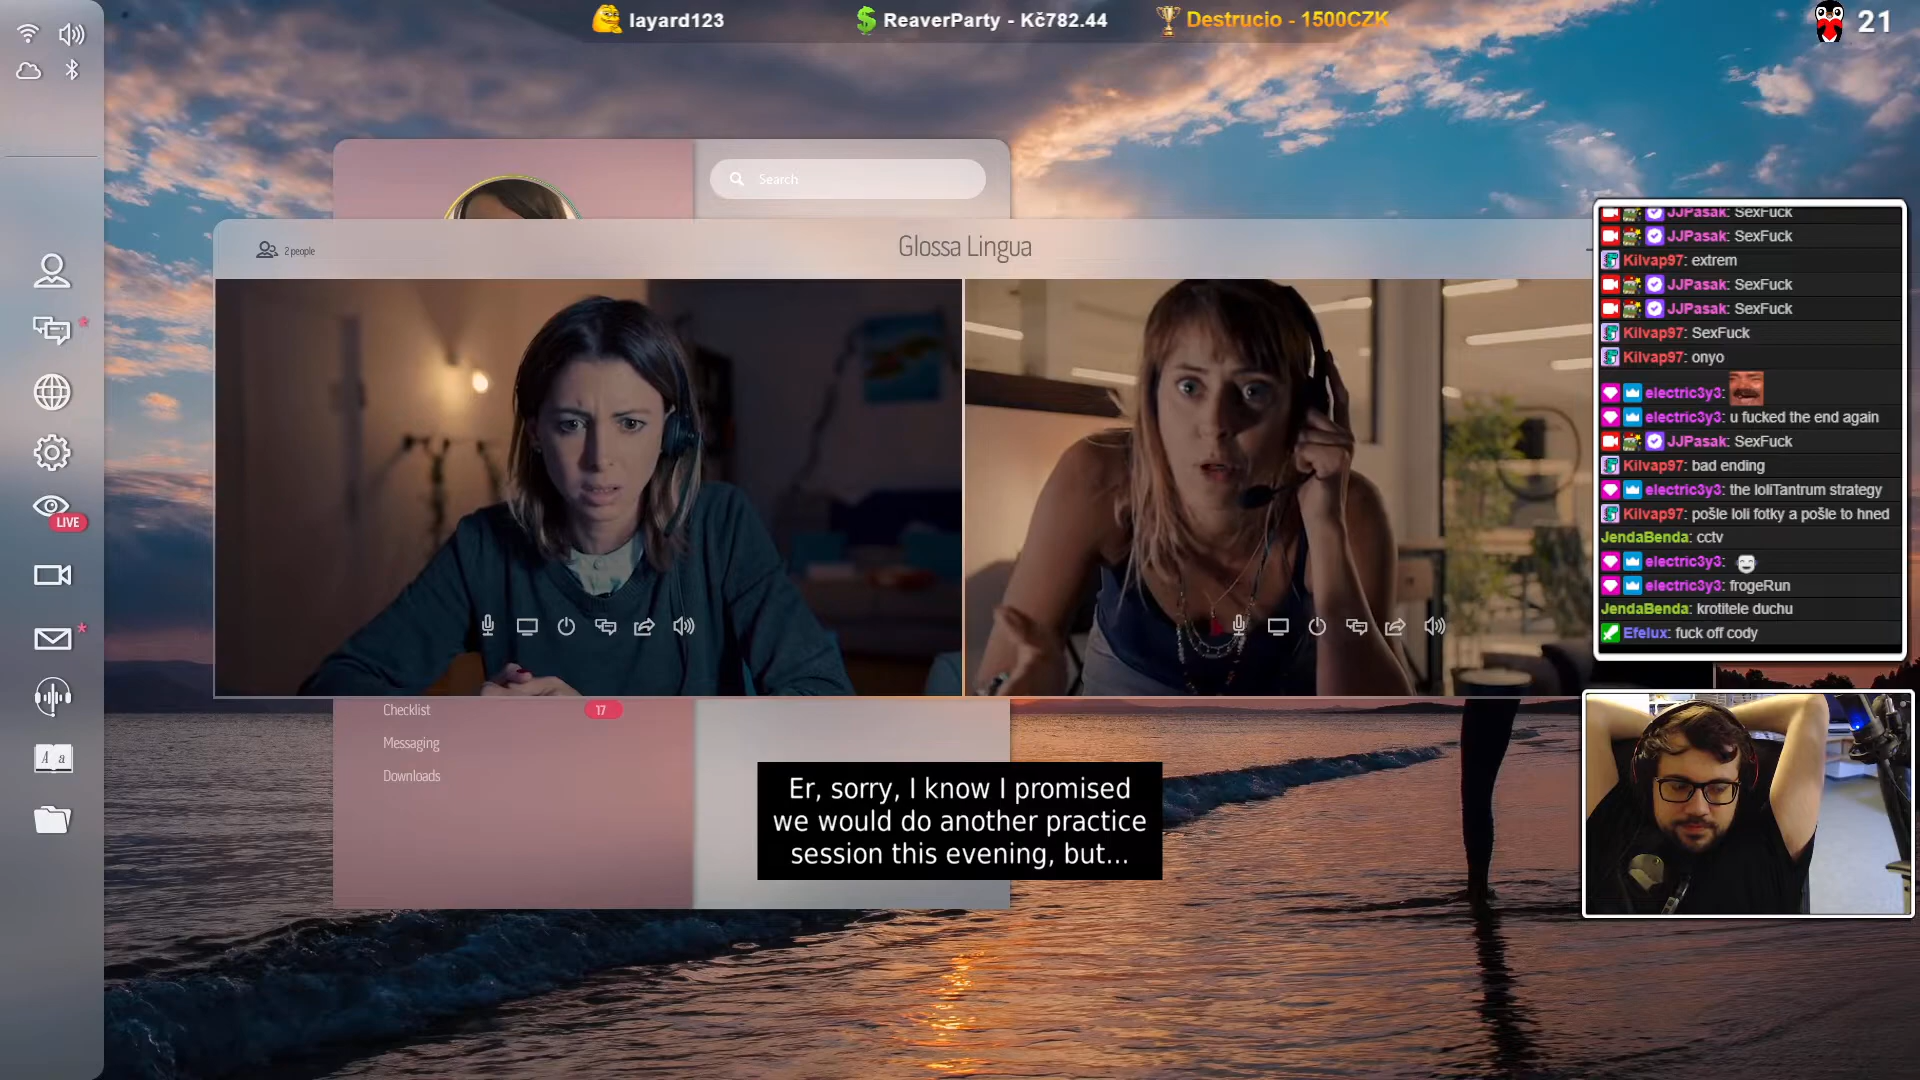 layard123
ReaverParty - Kč782.44
Destrucio - 1500CZK
21
Search
2 people
Glossa Lingua
LIVE
A a
Checklist
17
Messaging
Downloads
Er, sorry, I know I promised
we would do another practice
session this evening, but...
JJPasak: SexFuck
JJPasak: SexFuck
Kilvap97: extrem
JJPasak: SexFuck
JJPasak: SexFuck
Kilvap97: SexFuck
Kilvap97: onyo
electric3y3:
electric3y3: u fucked the end again
JJPasak: SexFuck
Kilvap97: bad ending
electric3y3: the loliTantrum strategy
Kilvap97: pošle loli fotky a pošle to hned
JendaBenda: cctv
electric3y3:
electric3y3: frogeRun
JendaBenda: krotitele duchu
Efelux: fuck off cody